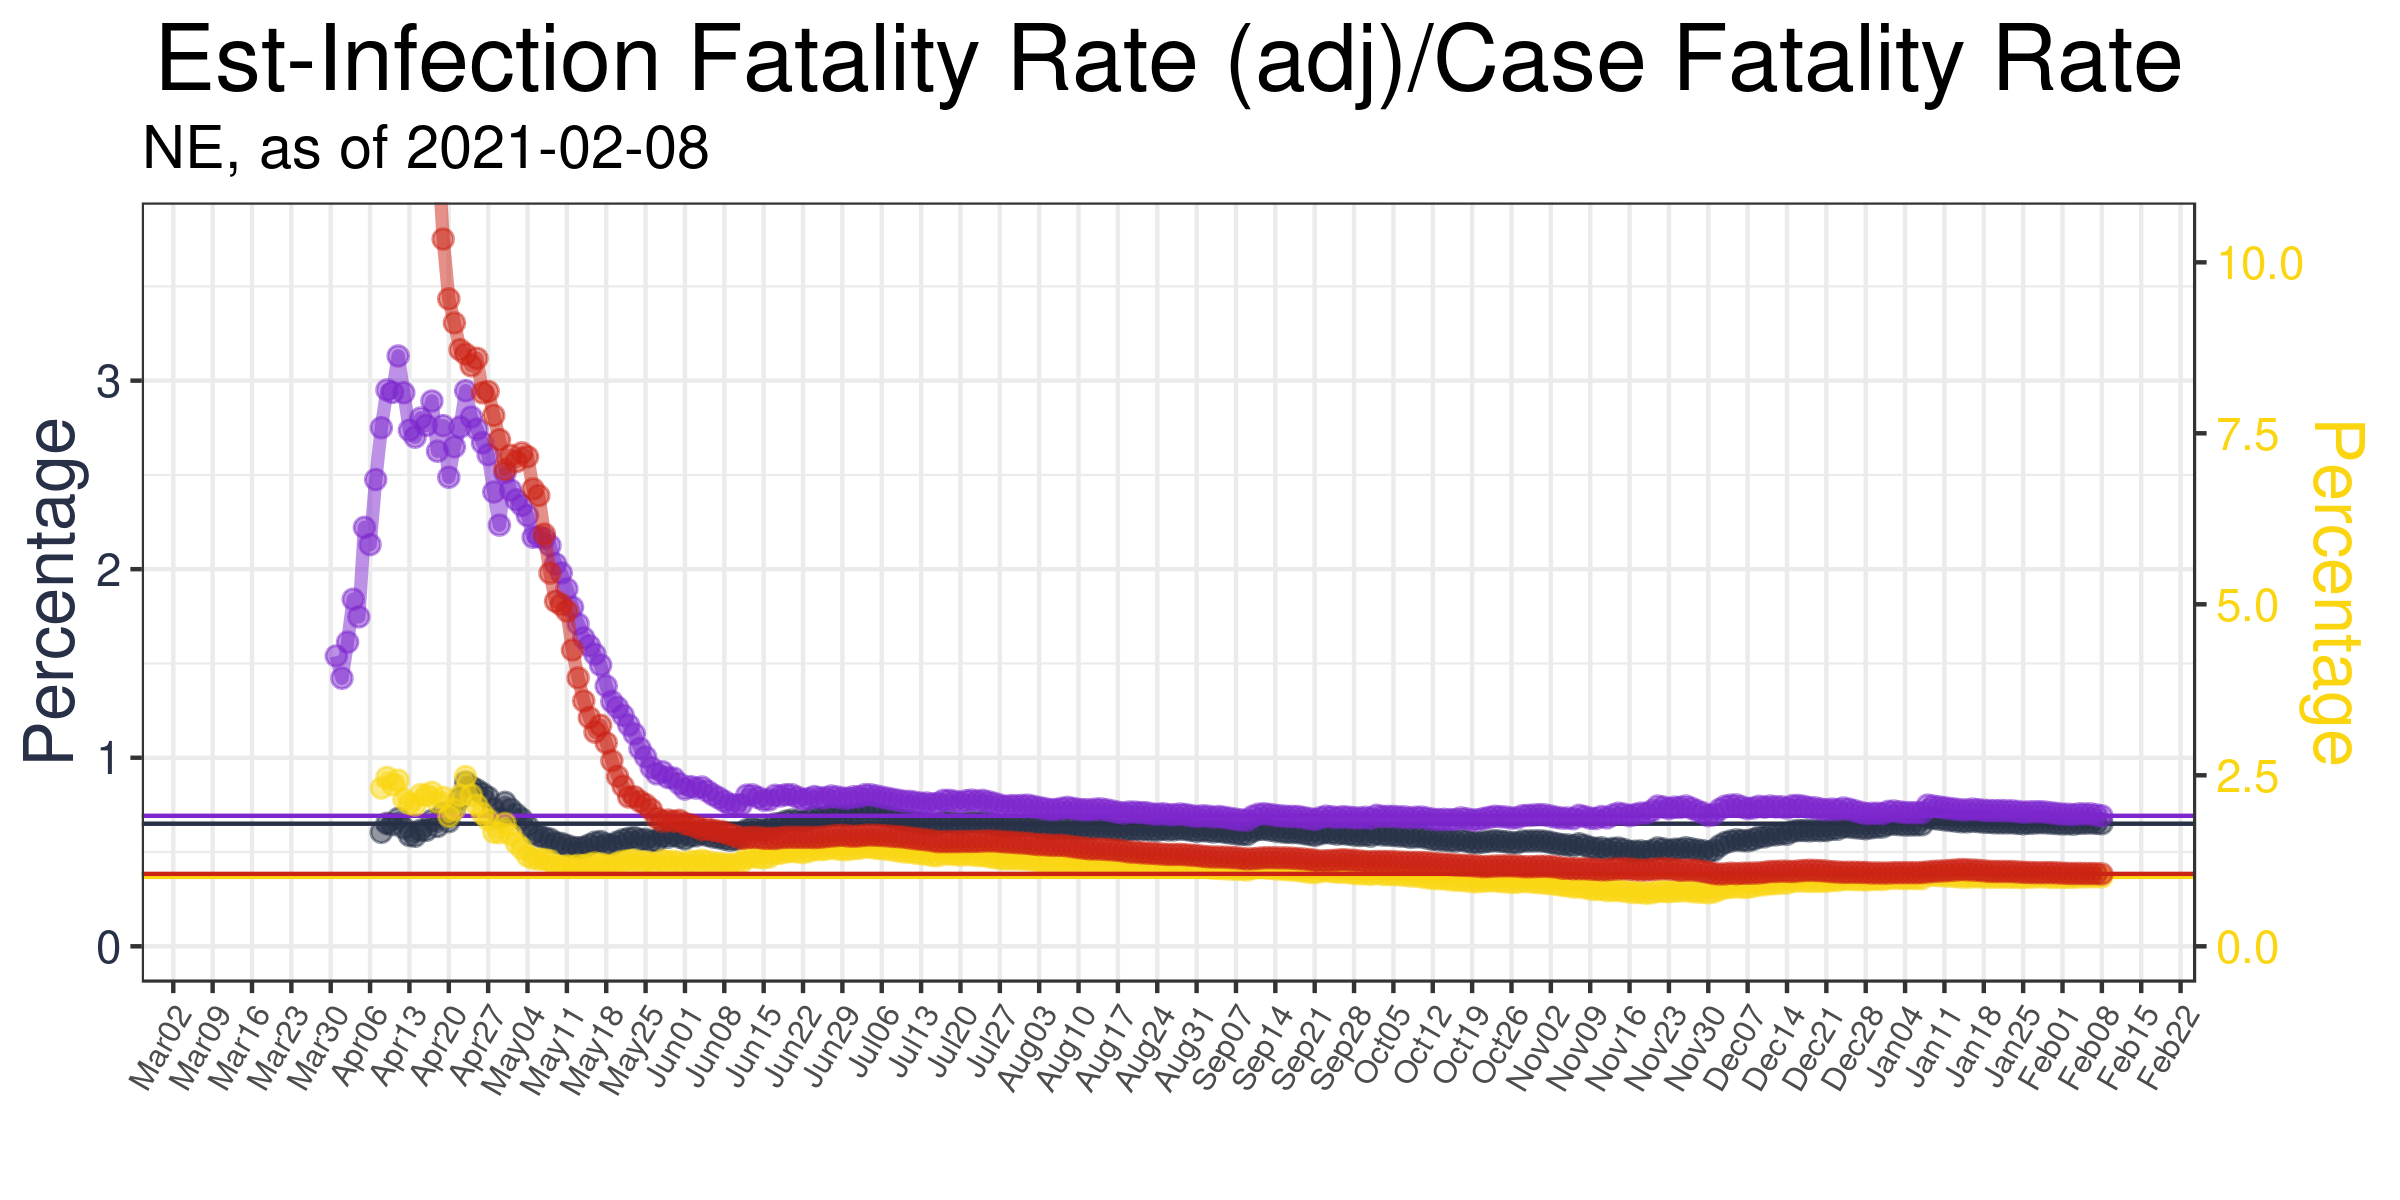 Est-Infection Fatality Rate (adj)/Case Fatality Rate
NE, as of 2021-02-08
Percentage
3
2
1
0
10.0
7.5
5.0
2.5
0.0
Percentage
Mar02
Mar09
Mar16
Mar23
Mar30
Apr06
Apr13
Apr20
Apr27
May04
May11
May18
May25
Jun01
Jun08
Jun15
Jun22
Jun29
Jul06
Jul13
Jul20
Jul27
Aug03
Aug10
Aug17
Aug24
Aug31
Sep07
Sep14
Sep21
Sep28
Oct05
Oct12
Oct19
Oct26
Nov02
Nov09
Nov16
Nov23
Nov30
Dec07
Dec14
Dec21
Dec28
Jan04
Jan11
Jan18
Jan25
Feb01
Feb08
Feb15
Feb22